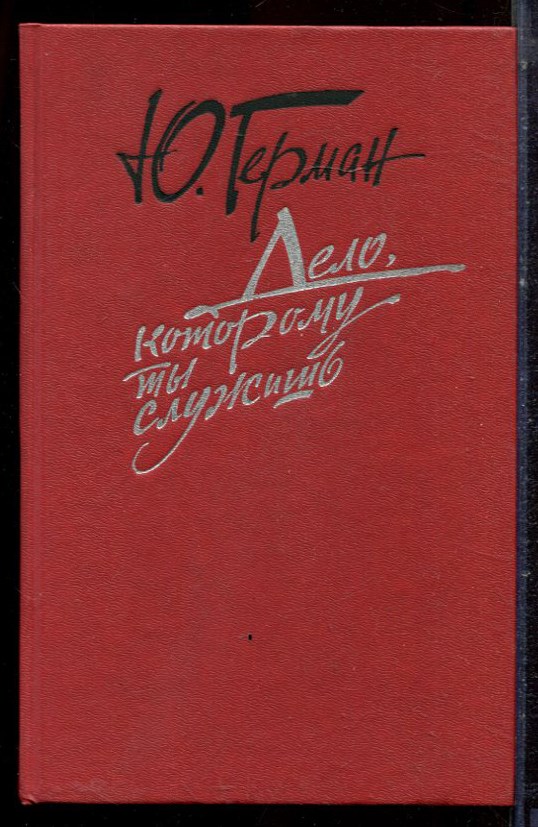 Ю. Герман
Дело,
которому
ты
служишь